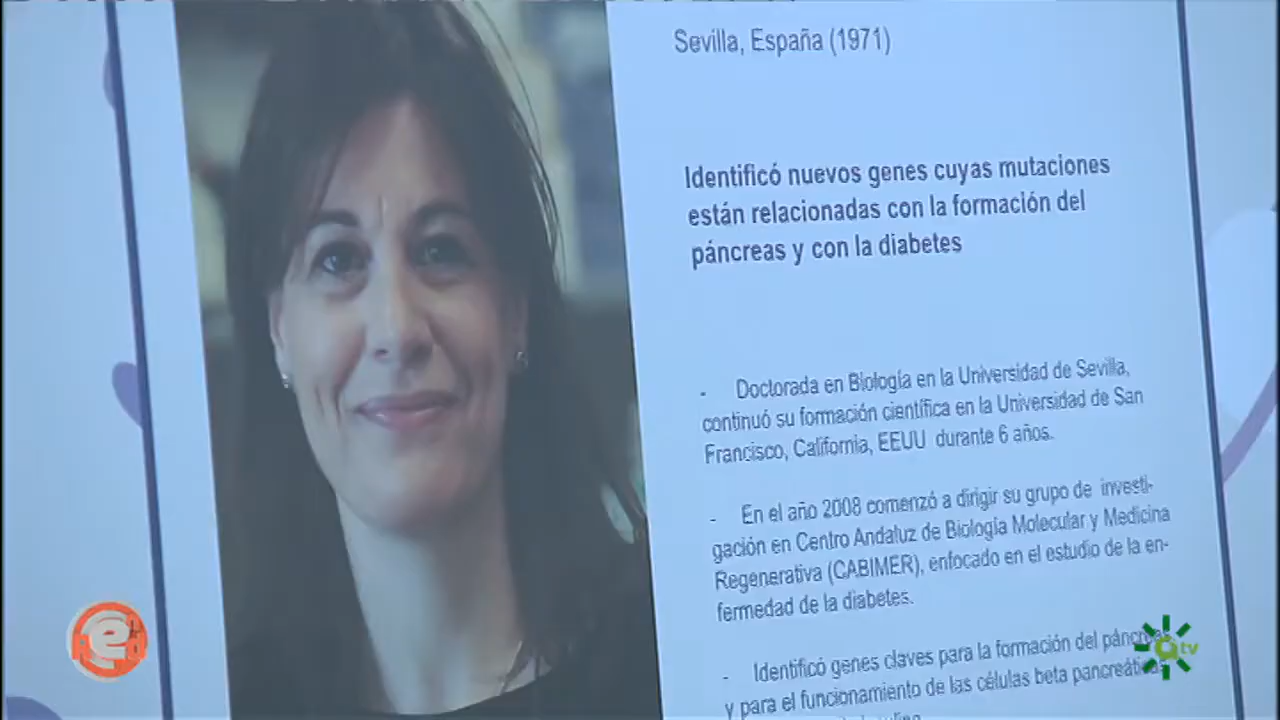 Sevilla, España (1971)
Identificó nuevos genes cuyas mutaciones
están relacionadas con la formación del
páncreas y con la diabetes
- Doctorada en Biología en la Universidad de Sevilla,
continuó su formación científica en la Universidad de San
Francisco, California, EEUU durante 6 años.
- En el año 2008 comenzó a dirigir su grupo de investi-
gación en Centro Andaluz de Biología Molecular y Medicina
Regenerativa (CABIMER), enfocado en el estudio de la en-
fermedad de la diabetes.
- Identificó genes claves para la formación del páncreas
y para el funcionamiento de las células beta pancreáticas
tv